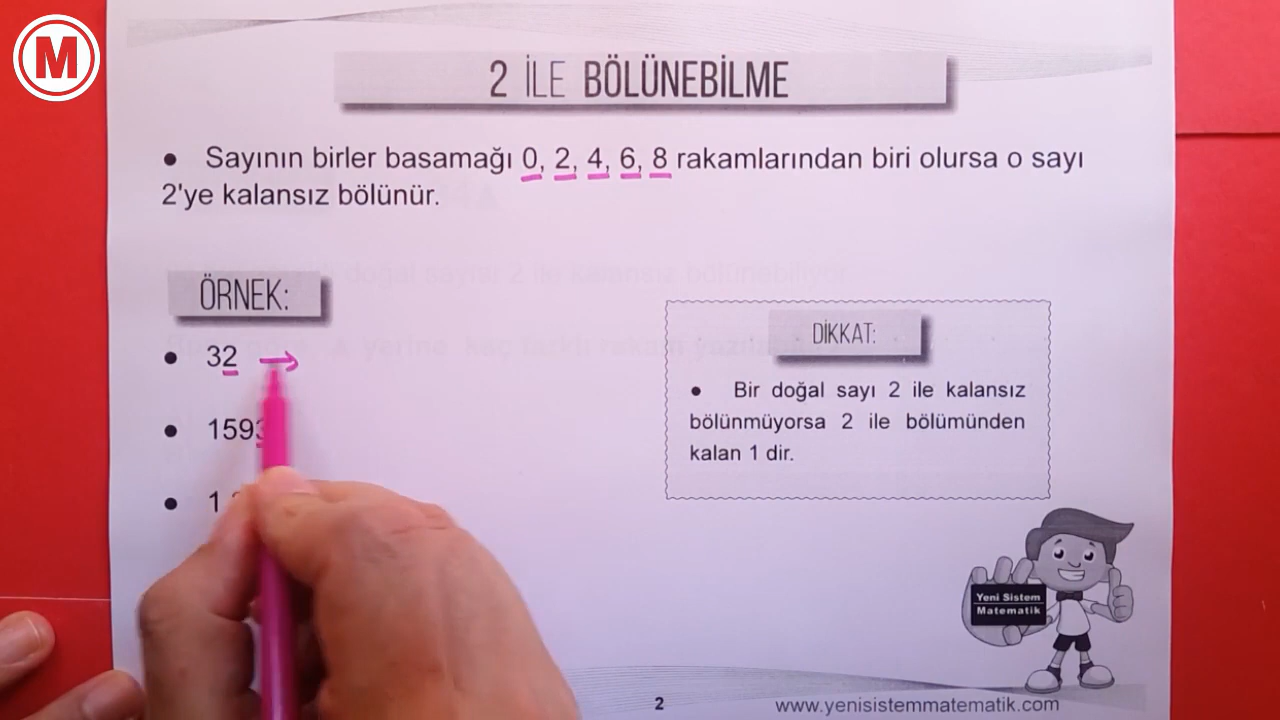 M
2 İLE BÖLÜNEBİLME
● Sayının birler basamağı 0, 2, 4, 6, 8 rakamlarından biri olursa o sayı
2'ye kalansız bölünür.
ÖRNEK:
● 32 →
● 1593
● 1
DİKKAT:
● Bir doğal sayı 2 ile kalansız
bölünmüyorsa 2 ile bölümünden
kalan 1 dir.
Yeni Sistem
Matematik
2
www.yenisistemmatematik.com